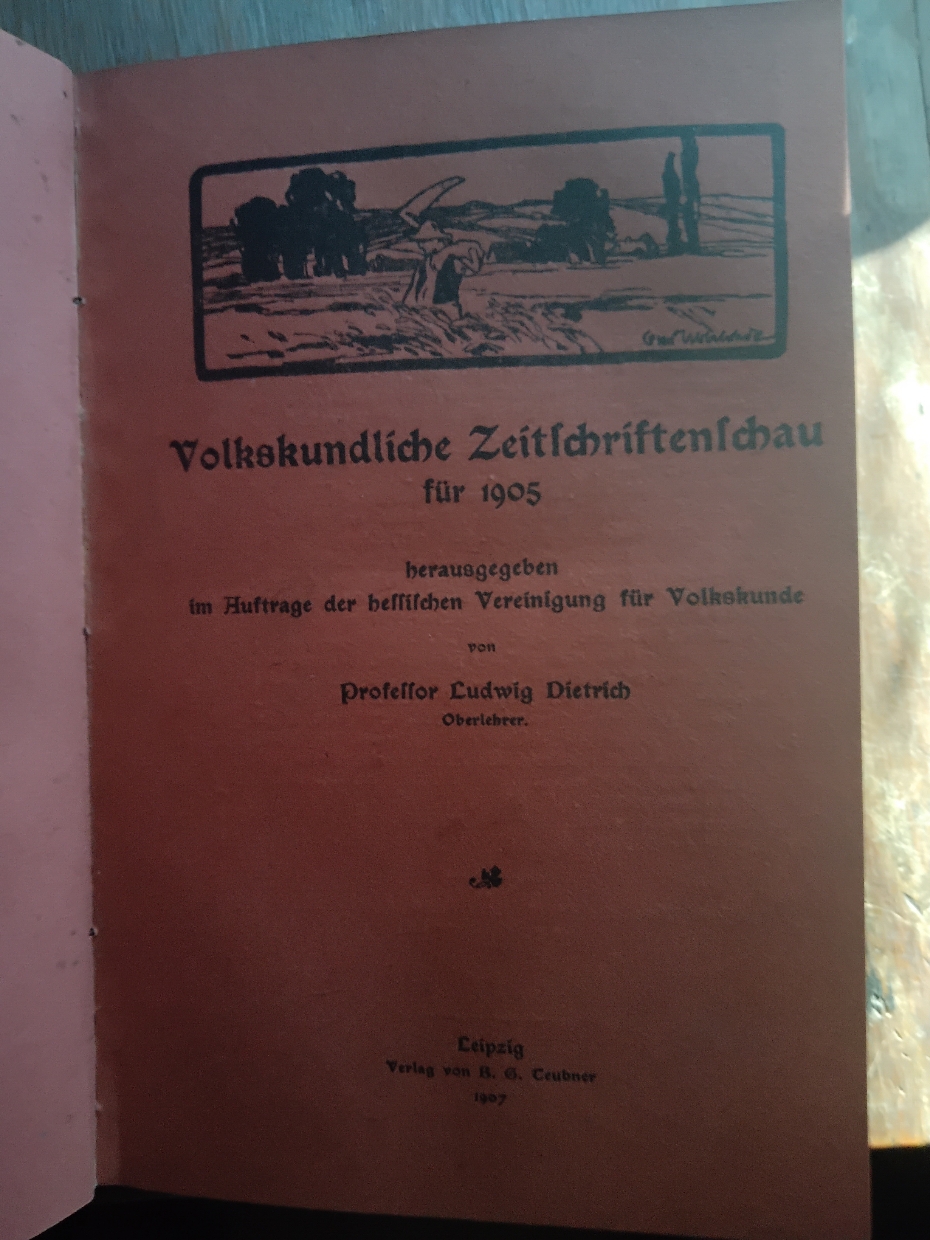 Volkskundliche Zeitſchriftenſchau
für 1905
herausgegeben
im Auftrage der heſſiſchen Vereinigung für Volkskunde
von
Profeſſor Ludwig Dietrich
Oberlehrer.
Leipzig
Verlag von B. G. Teubner
1907